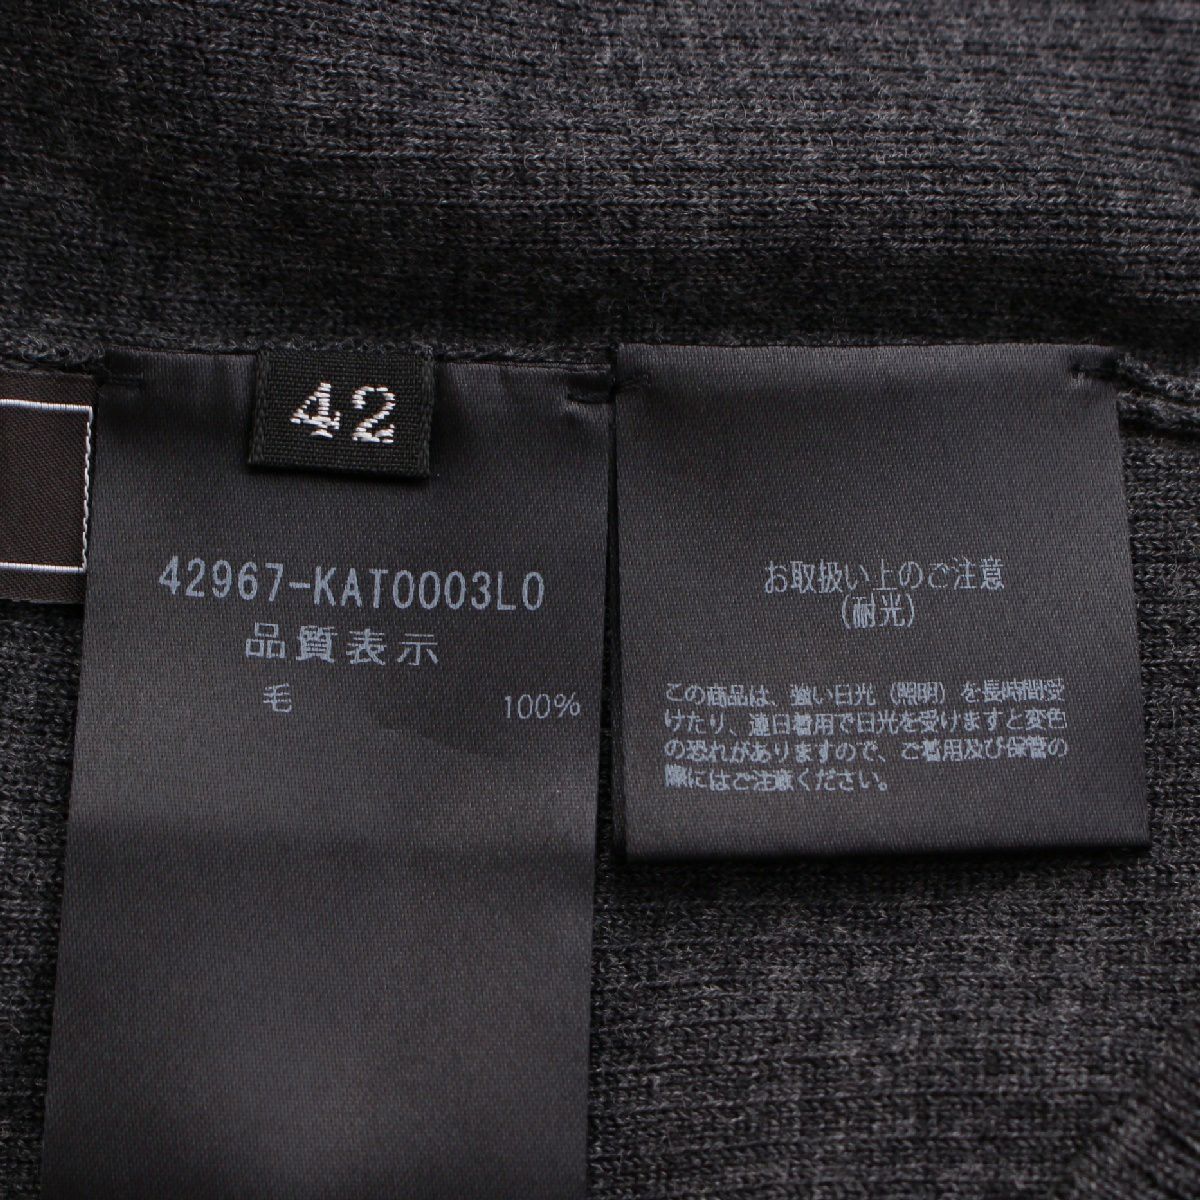 42
42967-KAT0003L0
品質表示
毛 100%
お取扱い上のご注意
(耐光)
この商品は、強い日光（照明）を長時間受
けたり、連日着用で日光を受けますと変色
の恐れがありますので、ご着用及び保管の
際にはご注意ください。